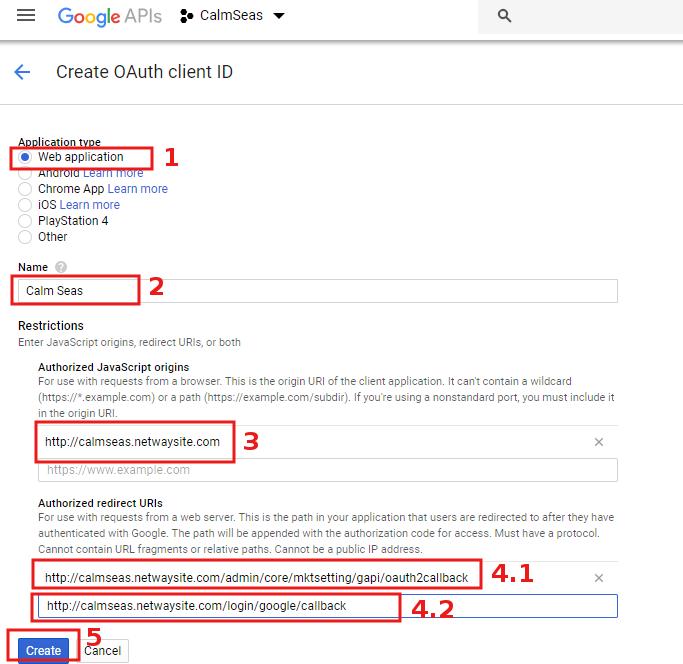 Google APIs CalmSeas
Create OAuth client ID
Application type
Web application 1
Android Learn more
Chrome App Learn more
iOS Learn more
PlayStation 4
Other
Name ?
Calm Seas 2
Restrictions
Enter JavaScript origins, redirect URIs, or both
Authorized JavaScript origins
For use with requests from a browser. This is the origin URI of the client application. It can't contain a wildcard
(https://*.example.com) or a path (https://example.com/subdir). If you're using a nonstandard port, you must include it
in the origin URI.
http://calmseas.netwaysite.com 3
https://www.example.com
Authorized redirect URIs
For use with requests from a web server. This is the path in your application that users are redirected to after they have
authenticated with Google. The path will be appended with the authorization code for access. Must have a protocol.
Cannot contain URL fragments or relative paths. Cannot be a public IP address.
http://calmseas.netwaysite.com/admin/core/mktsetting/gapi/oauth2callback 4.1
http://calmseas.netwaysite.com/login/google/callback 4.2
Create 5 Cancel